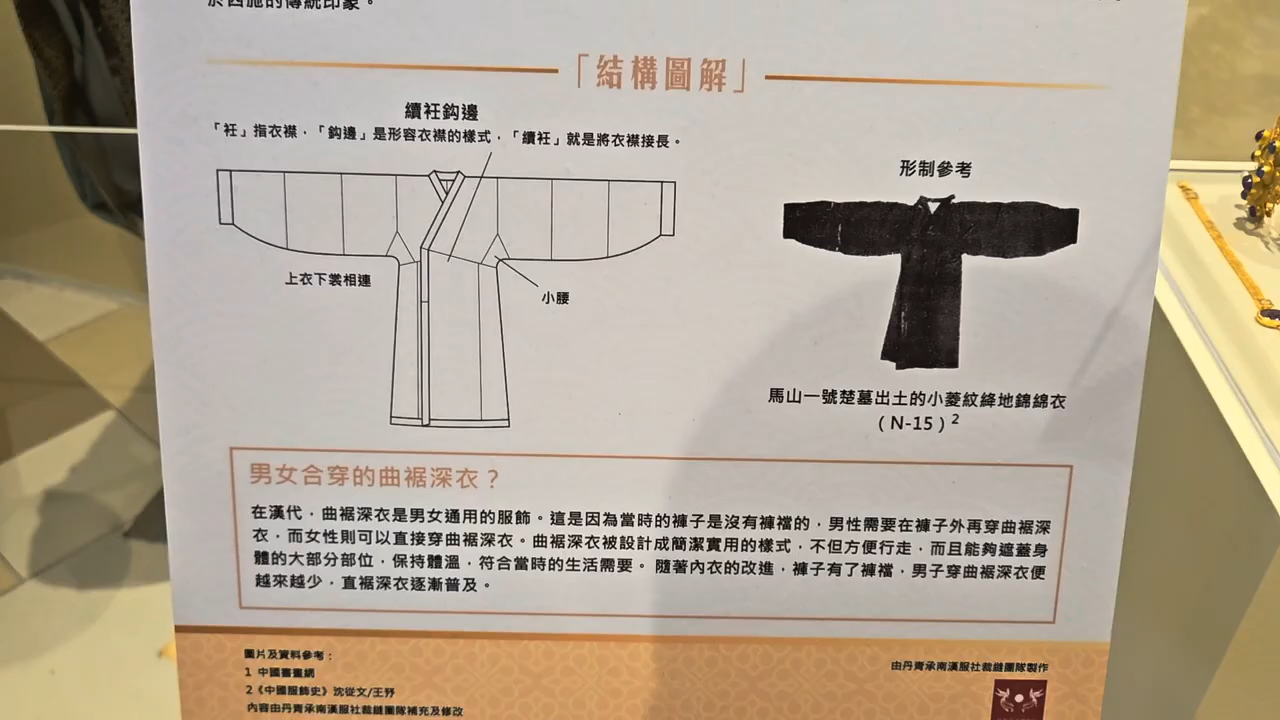 於西施的傳統印象。
「結構圖解」
續衽鈎邊
「衽」指衣襟，「鈎邊」是形容衣襟的樣式，「續衽」就是將衣襟接長。
上衣下裳相連
小腰
形制參考
馬山一號楚墓出土的小菱紋絳地錦綿衣
（N-15）2
男女合穿的曲裾深衣？
在漢代，曲裾深衣是男女通用的服飾。這是因為當時的褲子是沒有褲襠的，男性需要在褲子外再穿曲裾深
衣，而女性則可以直接穿曲裾深衣。曲裾深衣被設計成簡潔實用的樣式，不但方便行走，而且能夠遮蓋身
體的大部分部位，保持體溫，符合當時的生活需要。隨著內衣的改進，褲子有了褲襠，男子穿曲裾深衣便
越來越少，直裾深衣逐漸普及。
圖片及資料參考：
1 中國書畫網
2《中國服飾史》沈從文/王㐨
內容由丹青承南漢服社裁縫團隊補充及修改
由丹青承南漢服社裁縫團隊製作